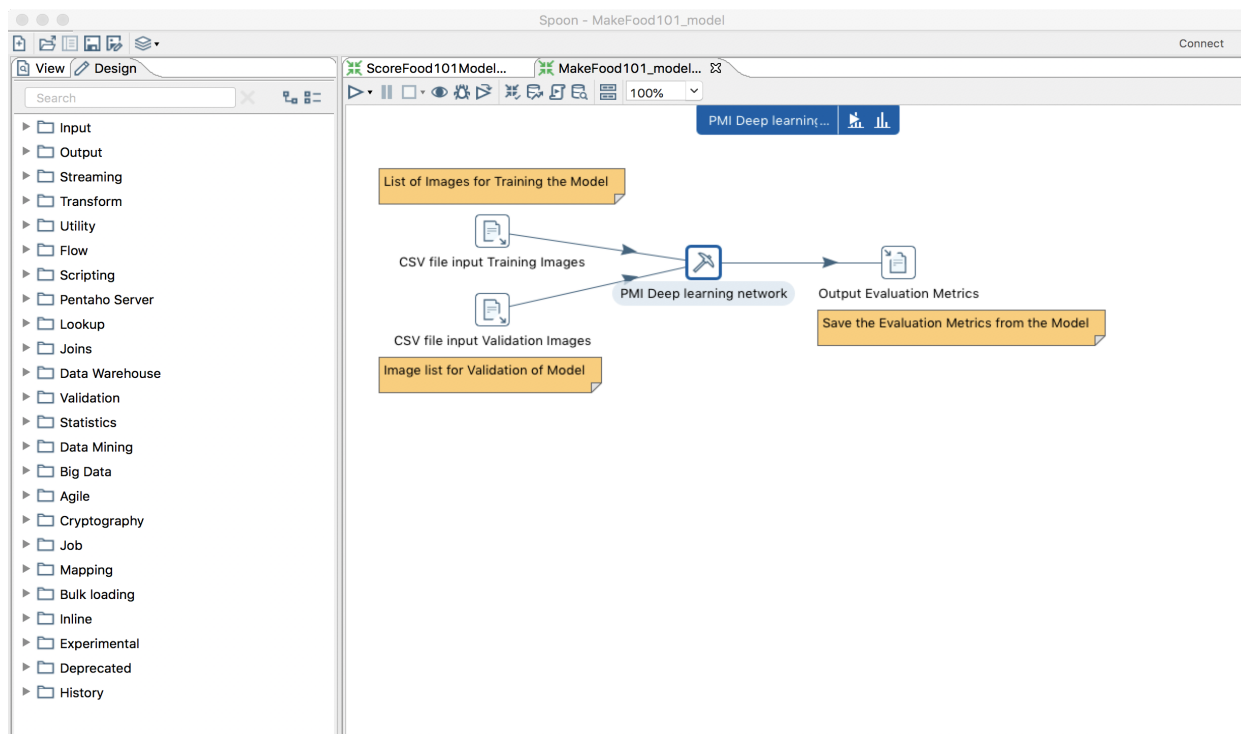 Spoon - MakeFood101_model
Connect
View
Design
ScoreFood101Model...
MakeFood101_model...
Search
100%
PMI Deep learning...
Input
Output
Streaming
Transform
Utility
Flow
Scripting
Pentaho Server
Lookup
Joins
Data Warehouse
Validation
Statistics
Data Mining
Big Data
Agile
Cryptography
Job
Mapping
Bulk loading
Inline
Experimental
Deprecated
History
List of Images for Training the Model
CSV file input Training Images
PMI Deep learning network
Output Evaluation Metrics
CSV file input Validation Images
Save the Evaluation Metrics from the Model
Image list for Validation of Model